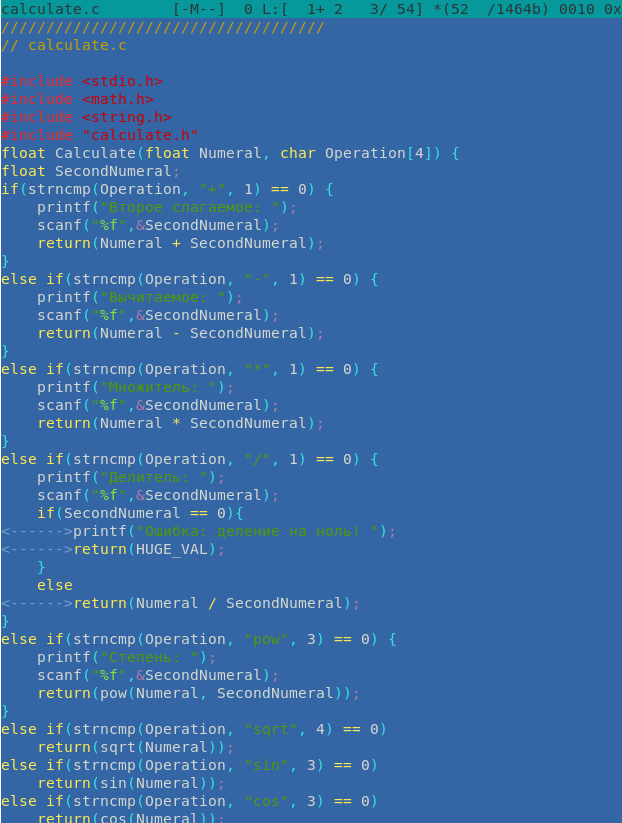 calculate.c        [-M--]  0 L:[  1+ 2   3/ 54] *(52  /1464b) 0010 0x
////////////////////////////////////
// calculate.c

#include <stdio.h>
#include <math.h>
#include <string.h>
#include "calculate.h"
float Calculate(float Numeral, char Operation[4]) {
float SecondNumeral;
if(strncmp(Operation, "+", 1) == 0) {
    printf("Второе слагаемое: ");
    scanf("%f",&SecondNumeral);
    return(Numeral + SecondNumeral);
}
else if(strncmp(Operation, "-", 1) == 0) {
    printf("Вычитаемое: ");
    scanf("%f",&SecondNumeral);
    return(Numeral - SecondNumeral);
}
else if(strncmp(Operation, "*", 1) == 0) {
    printf("Множитель: ");
    scanf("%f",&SecondNumeral);
    return(Numeral * SecondNumeral);
}
else if(strncmp(Operation, "/", 1) == 0) {
    printf("Делитель: ");
    scanf("%f",&SecondNumeral);
    if(SecondNumeral == 0){
<------>printf("Ошибка: деление на ноль! ");
<------>return(HUGE_VAL);
    }
    else
<------>return(Numeral / SecondNumeral);
}
else if(strncmp(Operation, "pow", 3) == 0) {
    printf("Степень: ");
    scanf("%f",&SecondNumeral);
    return(pow(Numeral, SecondNumeral));
}
else if(strncmp(Operation, "sqrt", 4) == 0)
    return(sqrt(Numeral));
else if(strncmp(Operation, "sin", 3) == 0)
    return(sin(Numeral));
else if(strncmp(Operation, "cos", 3) == 0)
    return(cos(Numeral));